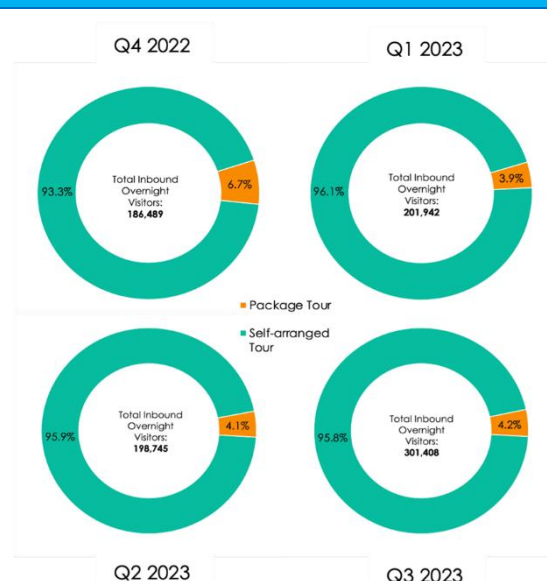 Q4 2022
Q1 2023
93.3%
Total Inbound
Overnight
Visitors:
186,489
6.7%
96.1%
Total Inbound
Overnight
Visitors:
201,942
3.9%
Package Tour
Self-arranged
Tour
95.9%
Total Inbound
Overnight
Visitors:
198,745
4.1%
95.8%
Total Inbound
Overnight
Visitors:
301,408
4.2%
Q2 2023
Q3 2023